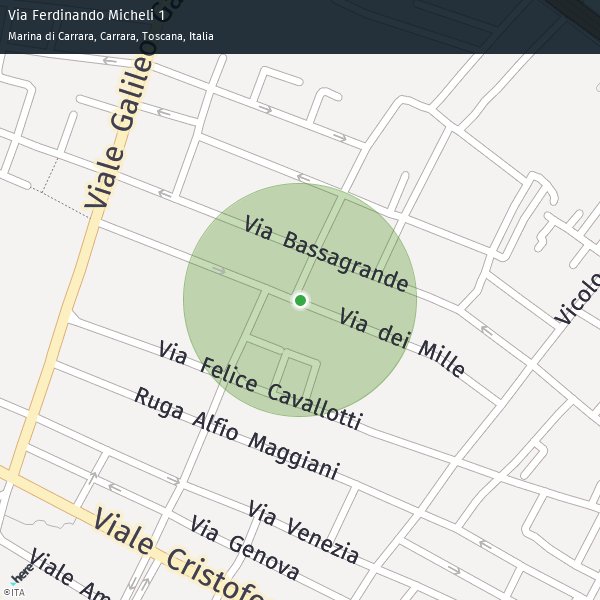 Via Ferdinando Micheli 1
Marina di Carrara, Carrara, Toscana, Italia
Viale Galileo Ga
Via Bassagrande
Vicolo
Via dei Mille
Via Felice Cavallotti
Ruga Alfio Maggiani
Via Venezia
Via Genova
Viale Cristofo
Viale Am
here
©ITA